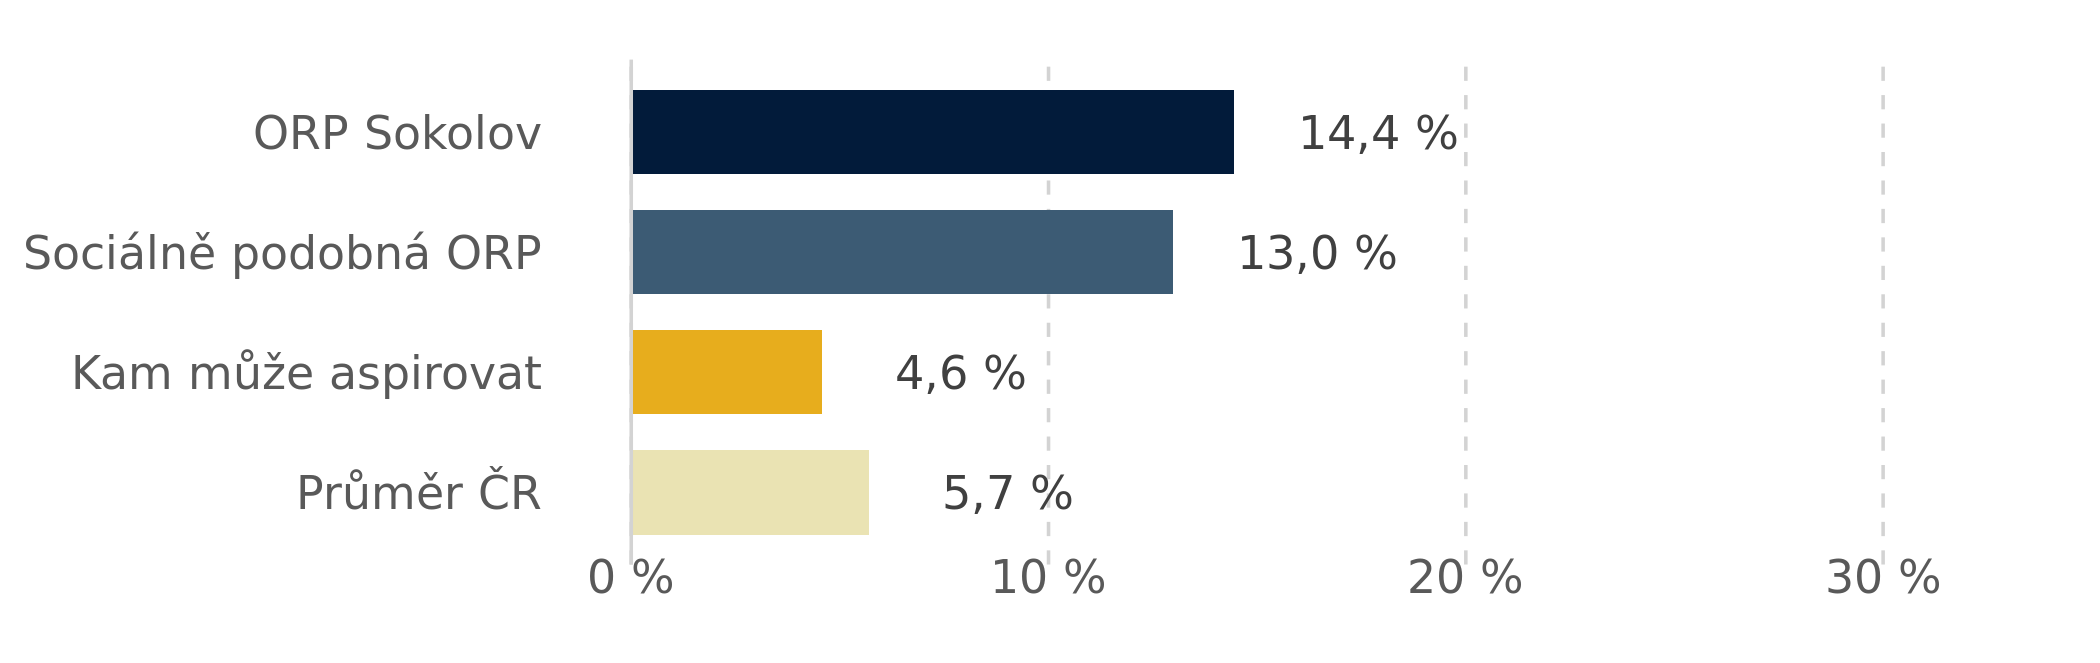 ORP Sokolov 14,4 %
Sociálně podobná ORP 13,0 %
Kam může aspirovat 4,6 %
Průměr ČR 5,7 %
0 % 10 % 20 % 30 %